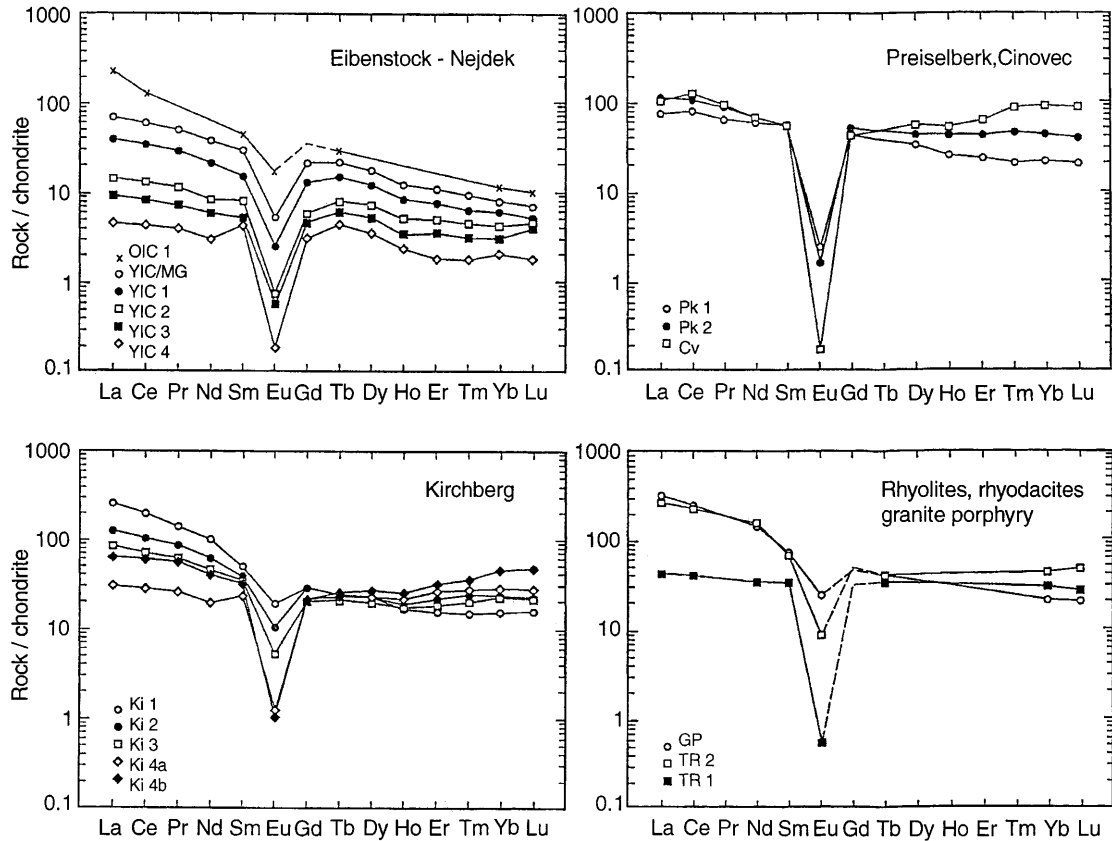 1000
100
10
1
0.1
Rock / chondrite
Eibenstock - Nejdek
OIC 1
YIC/MG
YIC 1
YIC 2
YIC 3
YIC 4
La Ce Pr Nd Sm Eu Gd Tb Dy Ho Er Tm Yb Lu
1000
100
10
1
0.1
Preiselberk,Cinovec
Pk 1
Pk 2
Cv
La Ce Pr Nd Sm Eu Gd Tb Dy Ho Er Tm Yb Lu
1000
100
10
1
0.1
Rock / chondrite
Kirchberg
Ki 1
Ki 2
Ki 3
Ki 4a
Ki 4b
La Ce Pr Nd Sm Eu Gd Tb Dy Ho Er Tm Yb Lu
1000
100
10
1
0.1
Rhyolites, rhyodacites
granite porphyry
GP
TR 2
TR 1
La Ce Pr Nd Sm Eu Gd Tb Dy Ho Er Tm Yb Lu